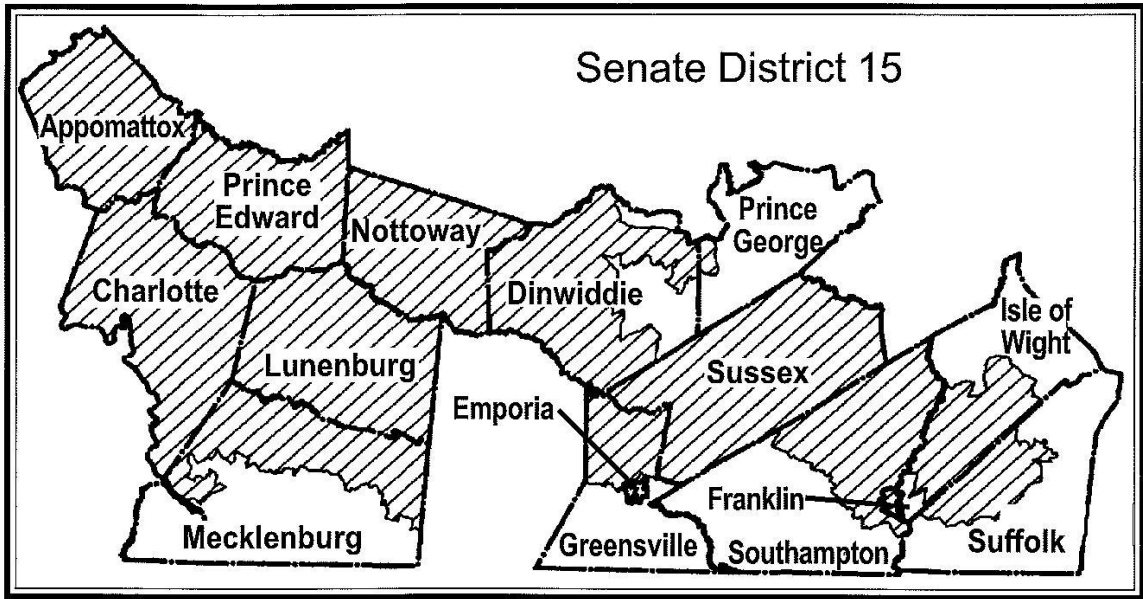 Senate District 15
Appomattox
Prince
Edward
Nottoway
Prince
George
Charlotte
Dinwiddie
Isle of
Wight
Lunenburg
Sussex
Emporia
Franklin
Mecklenburg
Greensville
Southampton
Suffolk